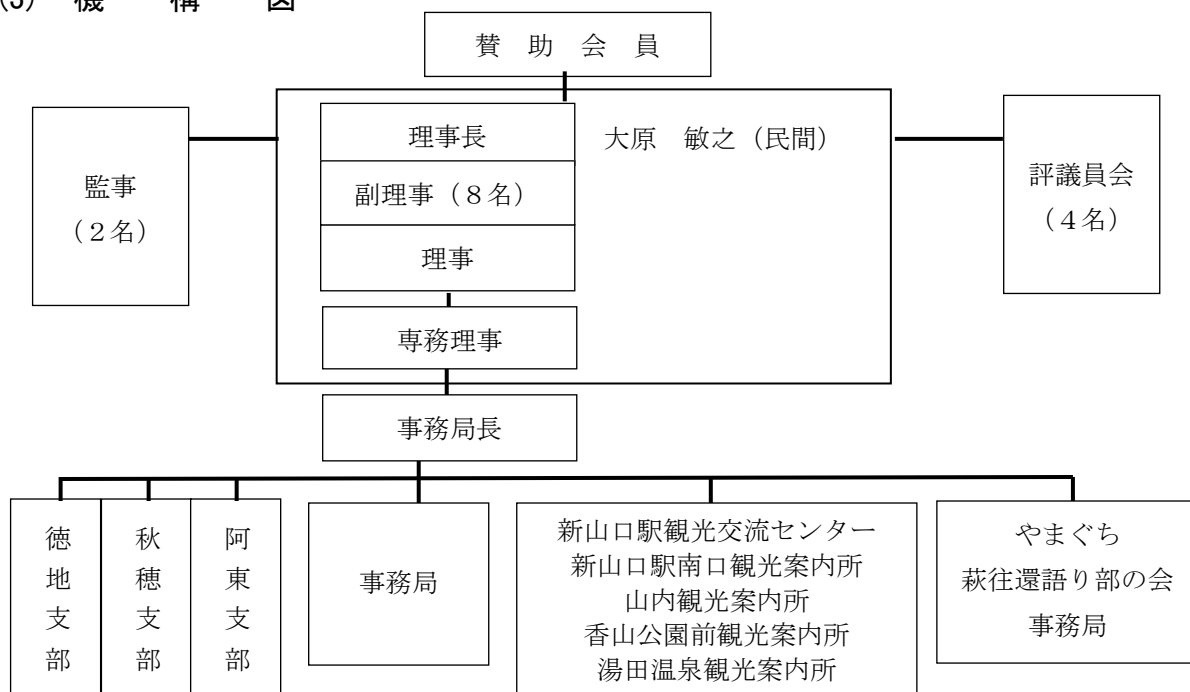 (3) 機 構 図
賛 助 会 員
理事長
大原 敏之（民間）
副理事（８名）
理事
専務理事
監事
（２名）
評議員会
（４名）
事務局長
徳地支部
秋穂支部
阿東支部
事務局
新山口駅観光交流センター
新山口駅南口観光案内所
山内観光案内所
香山公園前観光案内所
湯田温泉観光案内所
やまぐち
萩往還語り部の会
事務局